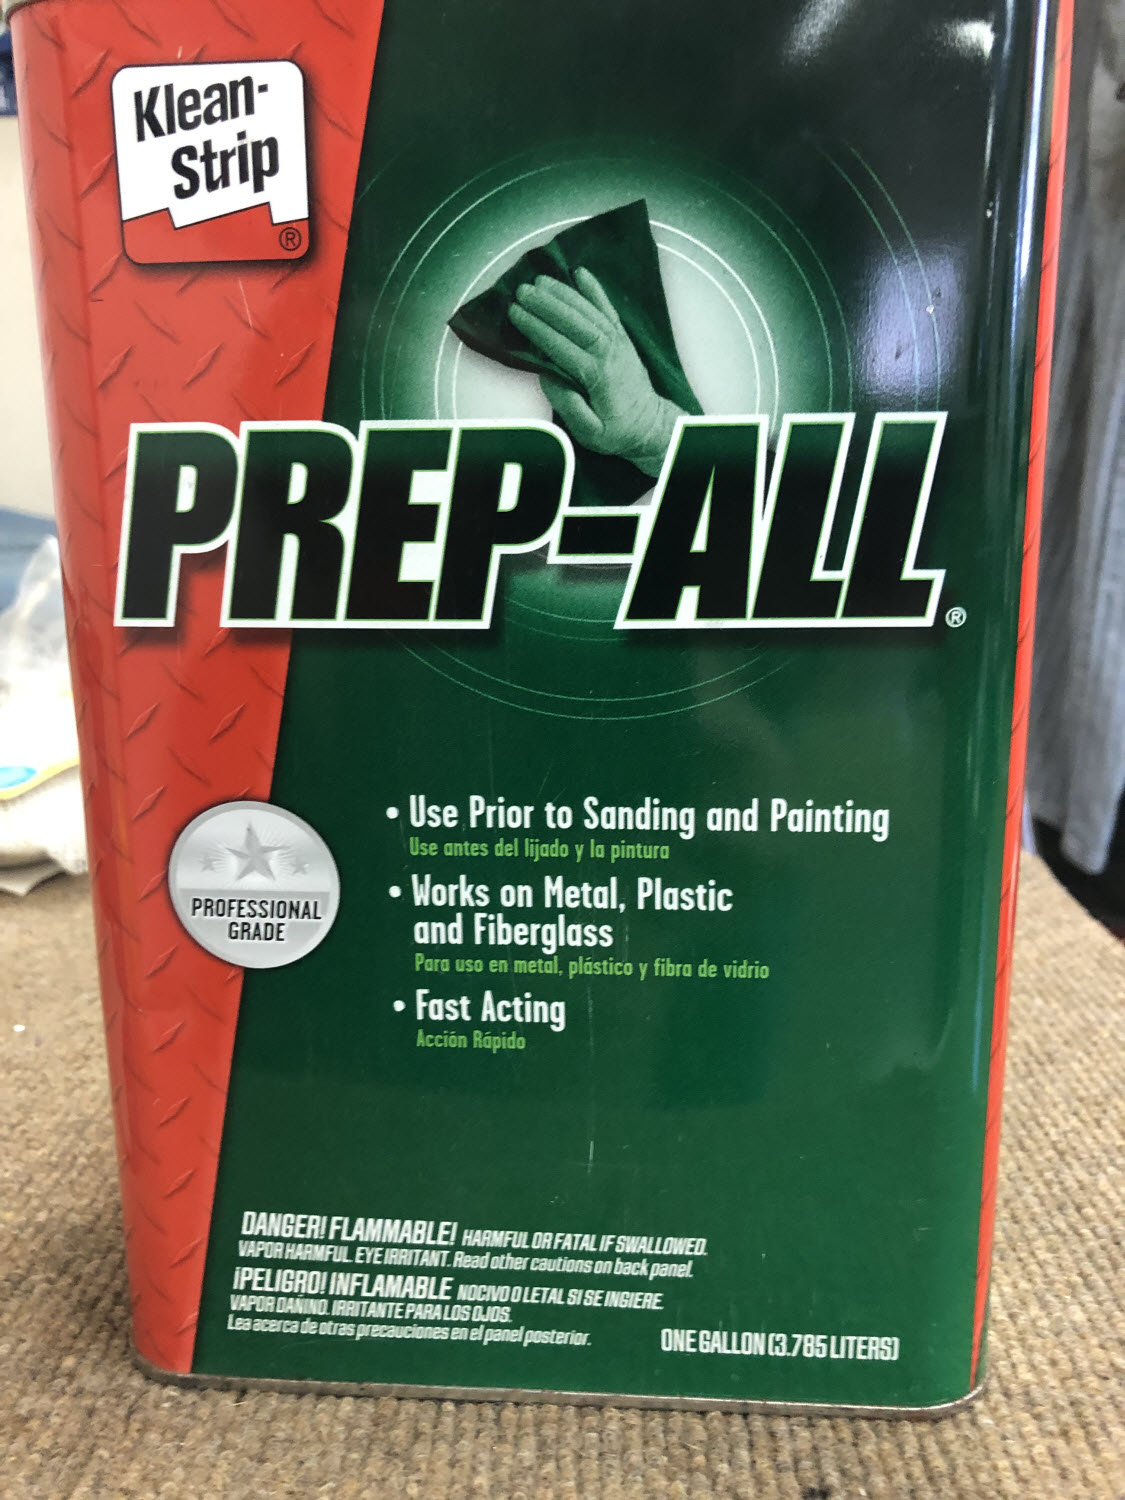 Klean-
Strip
®
PREP-ALL®
• Use Prior to Sanding and Painting
Use antes del lijado y la pintura
• Works on Metal, Plastic
and Fiberglass
Para uso en metal, plástico y fibra de vidrio
• Fast Acting
Acción Rápido
PROFESSIONAL
GRADE
DANGER! FLAMMABLE! HARMFUL OR FATAL IF SWALLOWED.
VAPOR HARMFUL. EYE IRRITANT. Read other cautions on back panel.
¡PELIGRO! INFLAMABLE NOCIVO O LETAL SI SE INGIERE.
VAPOR DAÑINO. IRRITANTE PARA LOS OJOS.
Lea acerca de otras precauciones en el panel posterior.
ONE GALLON (3.785 LITERS)